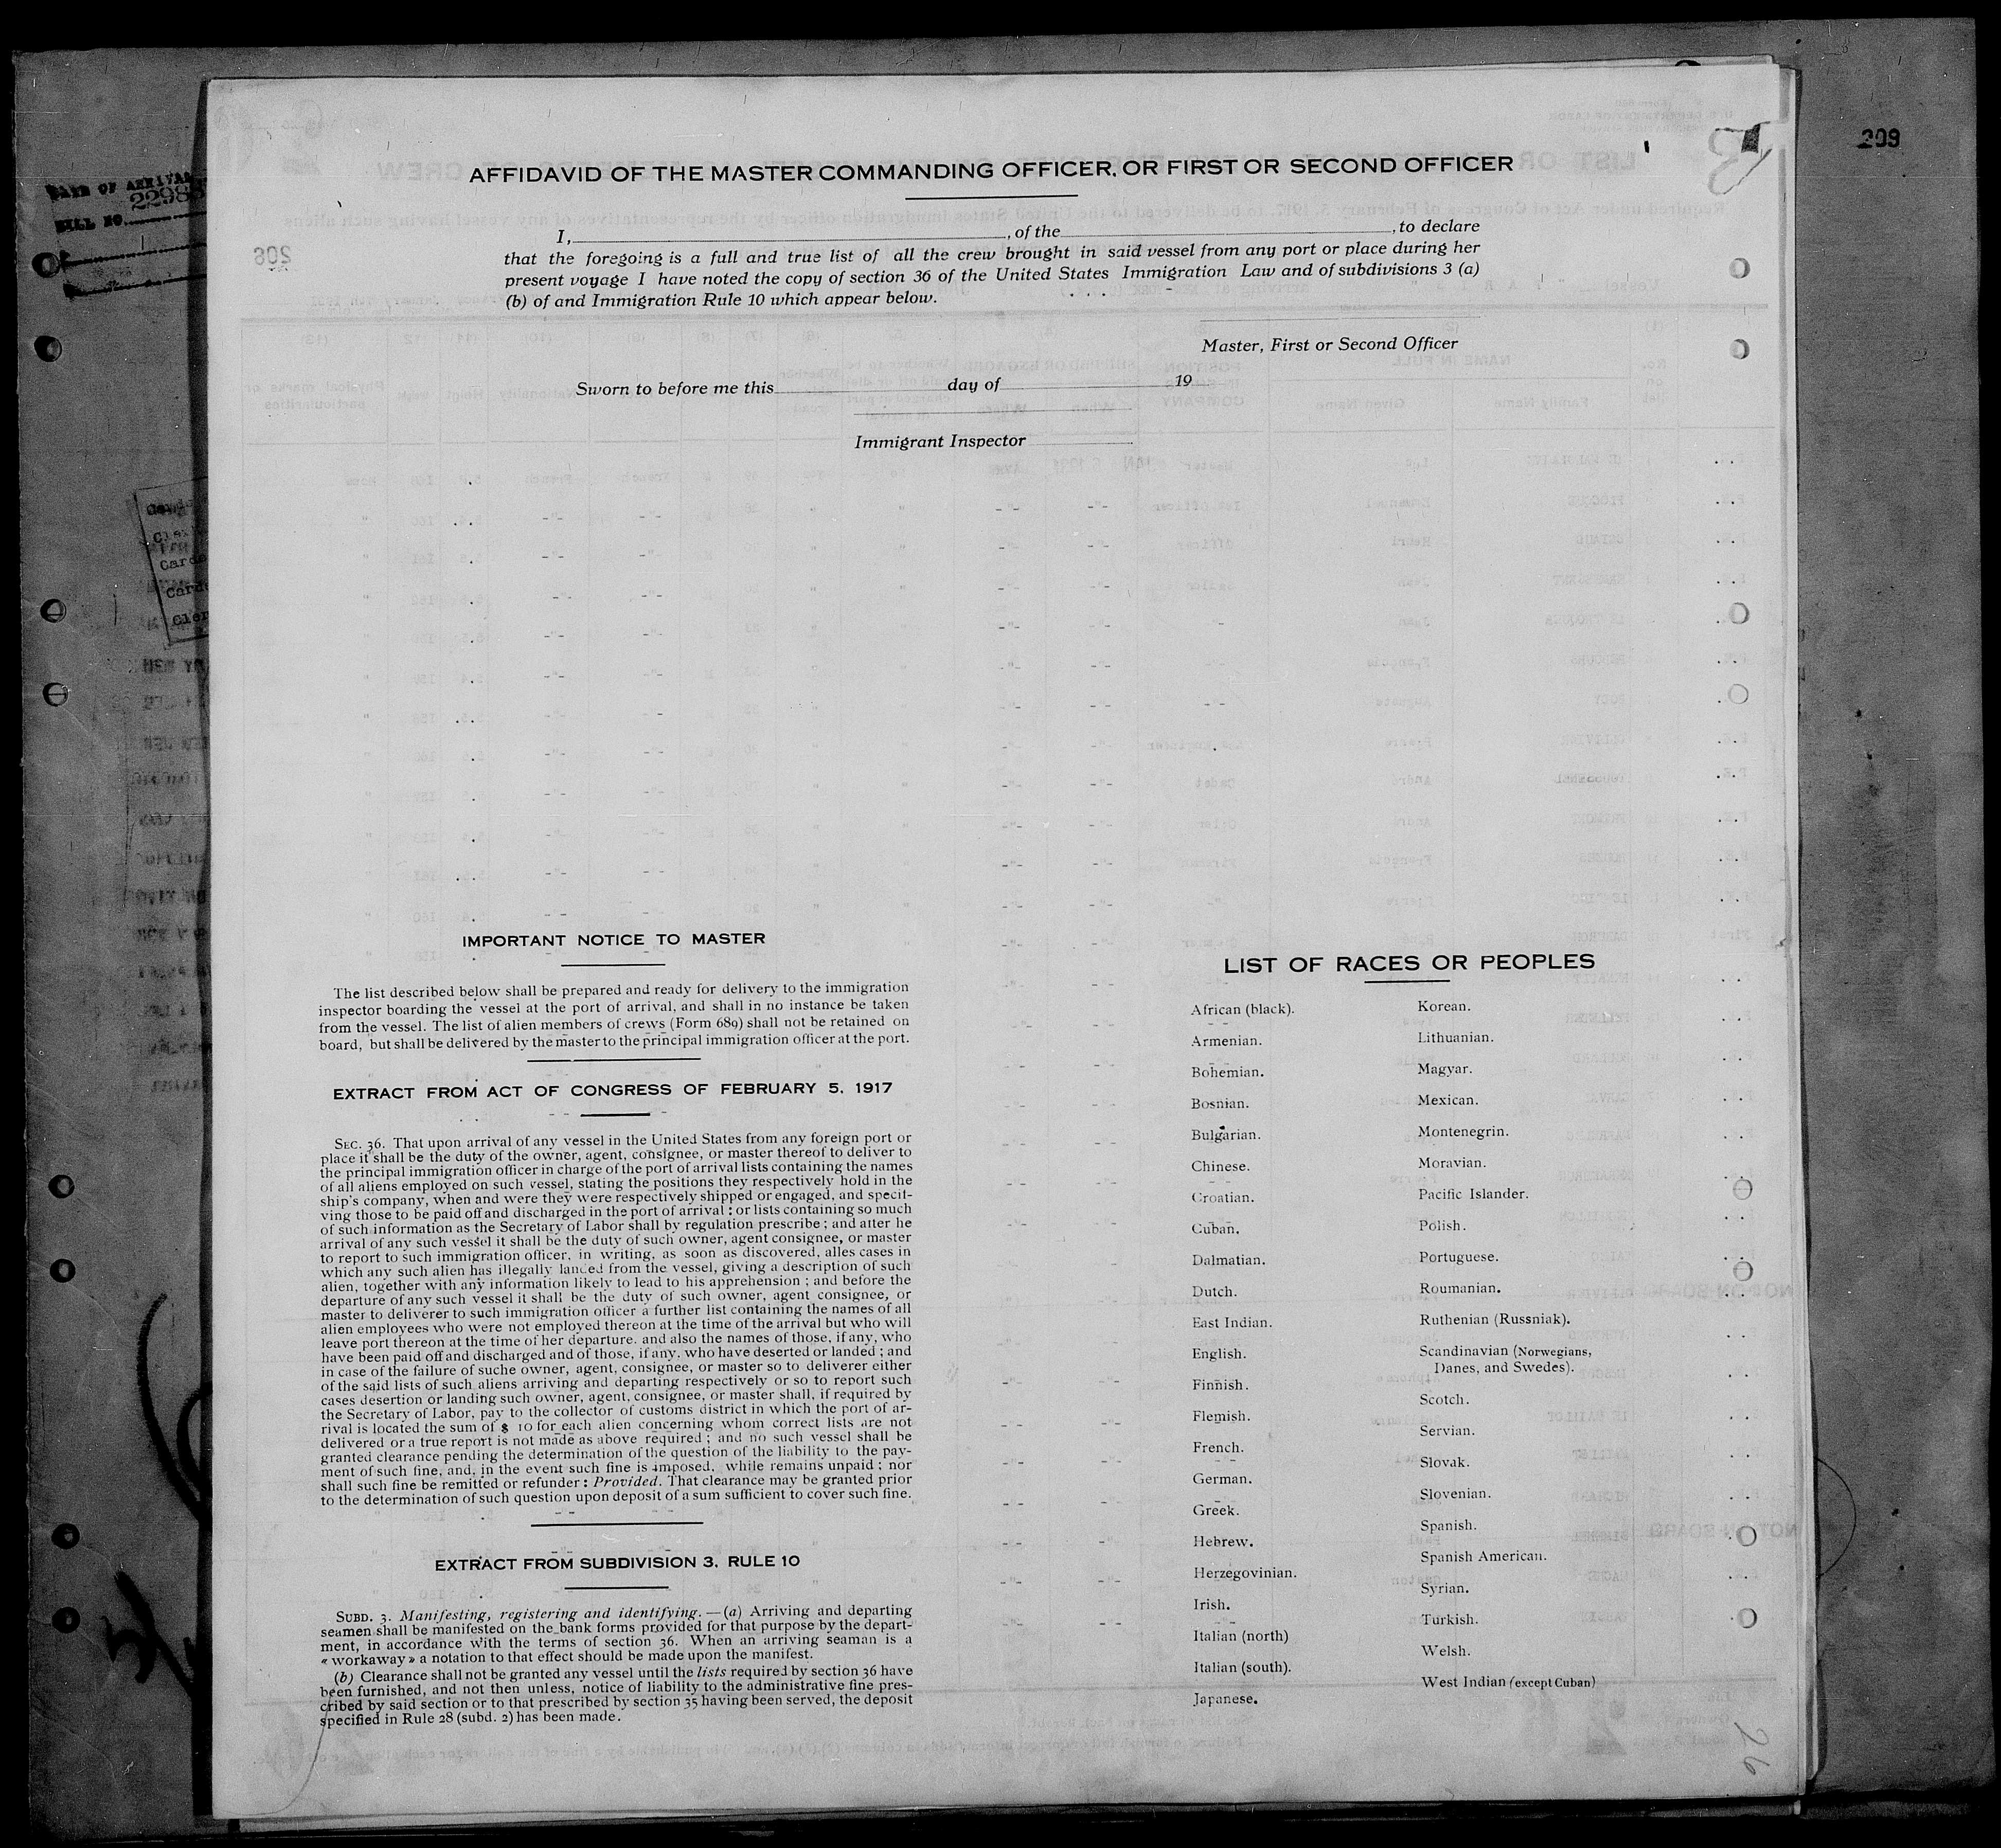 209
AFFIDAVID OF THE MASTER COMMANDING OFFICER, OR FIRST OR SECOND OFFICER
I, , of the , to declare
that the foregoing is a full and true list of all the crew brought in said vessel from any port or place during her
present voyage I have noted the copy of section 36 of the United States Immigration Law and of subdivisions 3 (a)
(b) of and Immigration Rule 10 which appear below.
Master, First or Second Officer
Sworn to before me this day of 19
Immigrant Inspector
IMPORTANT NOTICE TO MASTER
The list described below shall be prepared and ready for delivery to the immigration
inspector boarding the vessel at the port of arrival, and shall in no instance be taken
from the vessel. The list of alien members of crews (Form 689) shall not be retained on
board, but shall be delivered by the master to the principal immigration officer at the port.
EXTRACT FROM ACT OF CONGRESS OF FEBRUARY 5, 1917
SEC. 36. That upon arrival of any vessel in the United States from any foreign port or
place it shall be the duty of the owner, agent, consignee, or master thereof to deliver to
the principal immigration officer in charge of the port of arrival lists containing the names
of all aliens employed on such vessel, stating the positions they respectively hold in the
ship's company, when and were they were respectively shipped or engaged, and specit-
ving those to be paid off and discharged in the port of arrival : or lists containing so much
of such information as the Secretary of Labor shall by regulation prescribe ; and atter he
arrival of any such vessel it shall be the duty of such owner, agent consignee, or master
to report to such immigration officer, in writing, as soon as discovered, alles cases in
which any such alien has illegally lanced from the vessel, giving a description of such
alien, together with any information likely to lead to his apprehension ; and before the
departure of any such vessel it shall be the duty of such owner, agent consignee, or
master to deliverer to such immigration officer a further list containing the names of all
alien employees who were not employed thereon at the time of the arrival but who will
leave port thereon at the time of her departure, and also the names of those, if any, who
have been paid off and discharged and of those, if any, who have deserted or landed ; and
in case of the failure of suche owner, agent, consignee, or master so to deliverer either
of the said lists of such aliens arriving and departing respectively or so to report such
cases desertion or landing such owner, agent, consignee, or master shall, if required by
the Secretary of Labor, pay to the collector of customs district in which the port of ar-
rival is located the sum of $ 10 for each alien concerning whom correct lists are not
delivered or a true report is not made as above required ; and no such vessel shall be
granted clearance pending the determination of the question of the liability to the pay-
ment of such fine, and, in the event such fine is imposed, while remains unpaid ; nor
shall such fine be remitted or refunder : Provided. That clearance may be granted prior
to the determination of such question upon deposit of a sum sufficient to cover such fine.
EXTRACT FROM SUBDIVISION 3, RULE 10
SUBD. 3. Manifesting, registering and identifying. — (a) Arriving and departing
seamen shall be manifested on the bank forms provided for that purpose by the depart-
ment, in accordance with the terms of section 36. When an arriving seaman is a
« workaway » a notation to that effect should be made upon the manifest.
(b) Clearance shall not be granted any vessel until the lists required by section 36 have
been furnished, and not then unless, notice of liability to the administrative fine pres-
cribed by said section or to that prescribed by section 35 having been served, the deposit
specified in Rule 28 (subd. 2) has been made.
LIST OF RACES OR PEOPLES
African (black).
Armenian.
Bohemian.
Bosnian.
Bulgarian.
Chinese.
Croatian.
Cuban.
Dalmatian.
Dutch.
East Indian.
English.
Finnish.
Flemish.
French.
German.
Greek.
Hebrew.
Herzegovinian.
Irish.
Italian (north)
Italian (south).
Japanese.
Korean.
Lithuanian.
Magyar.
Mexican.
Montenegrin.
Moravian.
Pacific Islander.
Polish.
Portuguese.
Roumanian.
Ruthenian (Russniak).
Scandinavian (Norwegians,
Danes, and Swedes).
Scotch.
Servian.
Slovak.
Slovenian.
Spanish.
Spanish American.
Syrian.
Turkish.
Welsh.
West Indian (except Cuban)
26